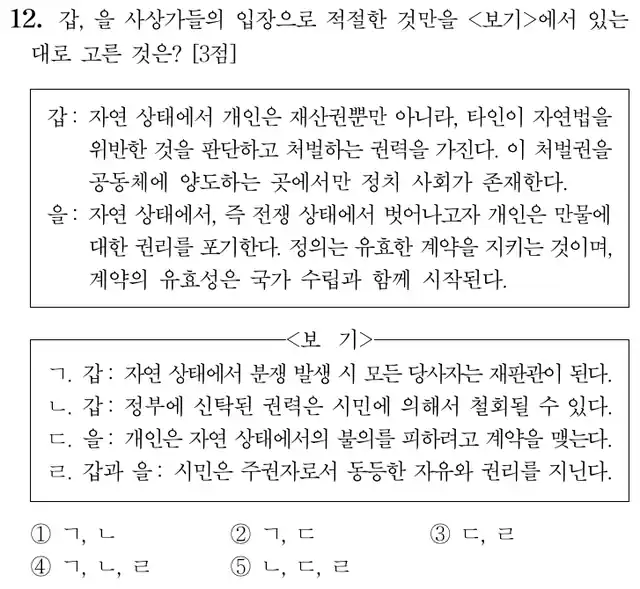 12. 갑, 을 사상가들의 입장으로 적절한 것만을 <보기>에서 있는
대로 고른 것은? [3점]
갑: 자연 상태에서 개인은 재산권뿐만 아니라, 타인이 자연법을
위반한 것을 판단하고 처벌하는 권력을 가진다. 이 처벌권을
공동체에 양도하는 곳에서만 정치 사회가 존재한다.
을: 자연 상태에서, 즉 전쟁 상태에서 벗어나고자 개인은 만물에
대한 권리를 포기한다. 정의는 유효한 계약을 지키는 것이며,
계약의 유효성은 국가 수립과 함께 시작된다.
<보 기>
ㄱ. 갑: 자연 상태에서 분쟁 발생 시 모든 당사자는 재판관이 된다.
ㄴ. 갑: 정부에 신탁된 권력은 시민에 의해서 철회될 수 있다.
ㄷ. 을: 개인은 자연 상태에서의 불의를 피하려고 계약을 맺는다.
ㄹ. 갑과 을: 시민은 주권자로서 동등한 자유와 권리를 지닌다.
① ㄱ, ㄴ ② ㄱ, ㄷ ③ ㄷ, ㄹ
④ ㄱ, ㄴ, ㄹ ⑤ ㄴ, ㄷ, ㄹ